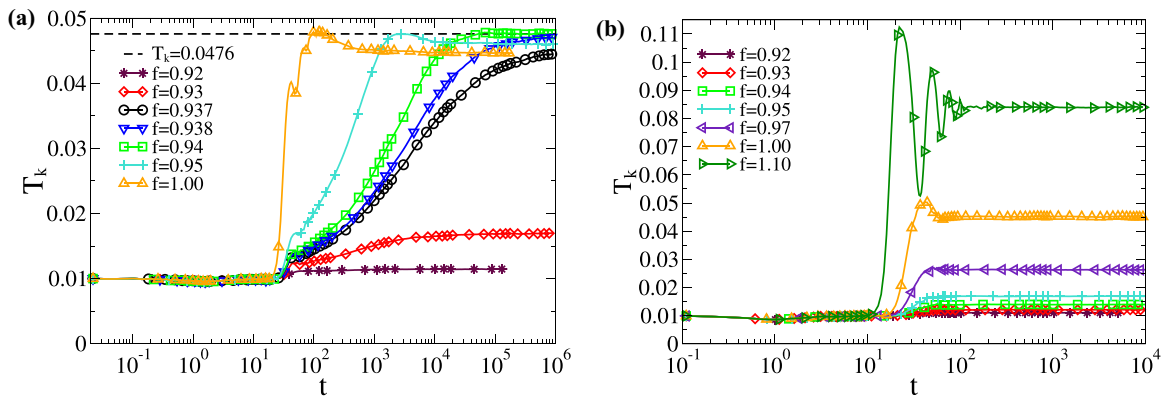 (a)
0.05
0.04
0.03
0.02
0.01
0
T_k
T_k=0.0476
f=0.92
f=0.93
f=0.937
f=0.938
f=0.94
f=0.95
f=1.00
10^-1 10^0 10^1 10^2 10^3 10^4 10^5 10^6
t
(b)
0.11
0.1
0.09
0.08
0.07
0.06
0.05
0.04
0.03
0.02
0.01
0
T_k
f=0.92
f=0.93
f=0.94
f=0.95
f=0.97
f=1.00
f=1.10
10^-1 10^0 10^1 10^2 10^3 10^4
t